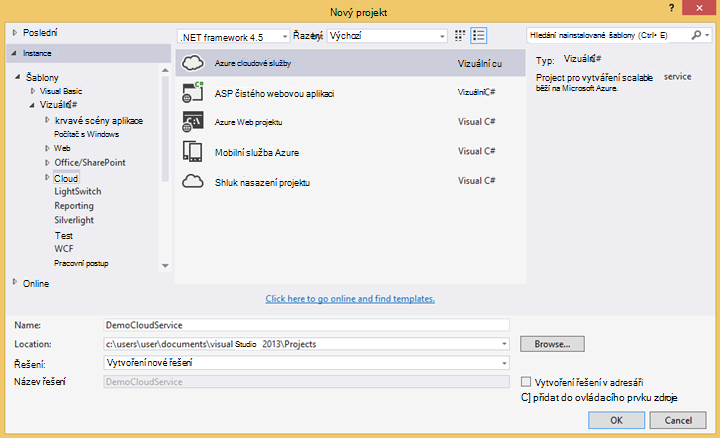 Nový projekt
? ✕
Poslední
Instance
Šablony
Visual Basic
Vizuální C#
krvavé scény aplikace
Počítač s Windows
Web
Office/SharePoint
Cloud
LightSwitch
Reporting
Silverlight
Test
WCF
Pracovní postup
Online
.NET framework 4.5 Řazení by: Výchozí
Azure cloudové služby Vizuální cu
ASP čistého webovou aplikaci Vizuální C#
Azure Web projektu Visual C#
Mobilní služba Azure Visual C#
Shluk nasazení projektu Visual C#
Click here to go online and find templates.
Hledání nainstalované šablony (Ctrl+ E)
Typ: Vizuální C#
Project pro vytváření scalable service
běží na Microsoft Azure.
Name: DemoCloudService
Location: c:\users\user\documents\visual Studio 2013\Projects Browse...
Řešení: Vytvoření nové řešení
Název řešení DemoCloudService
Vytvoření řešení v adresáři
C] přidat do ovládacího prvku zdroje
OK Cancel